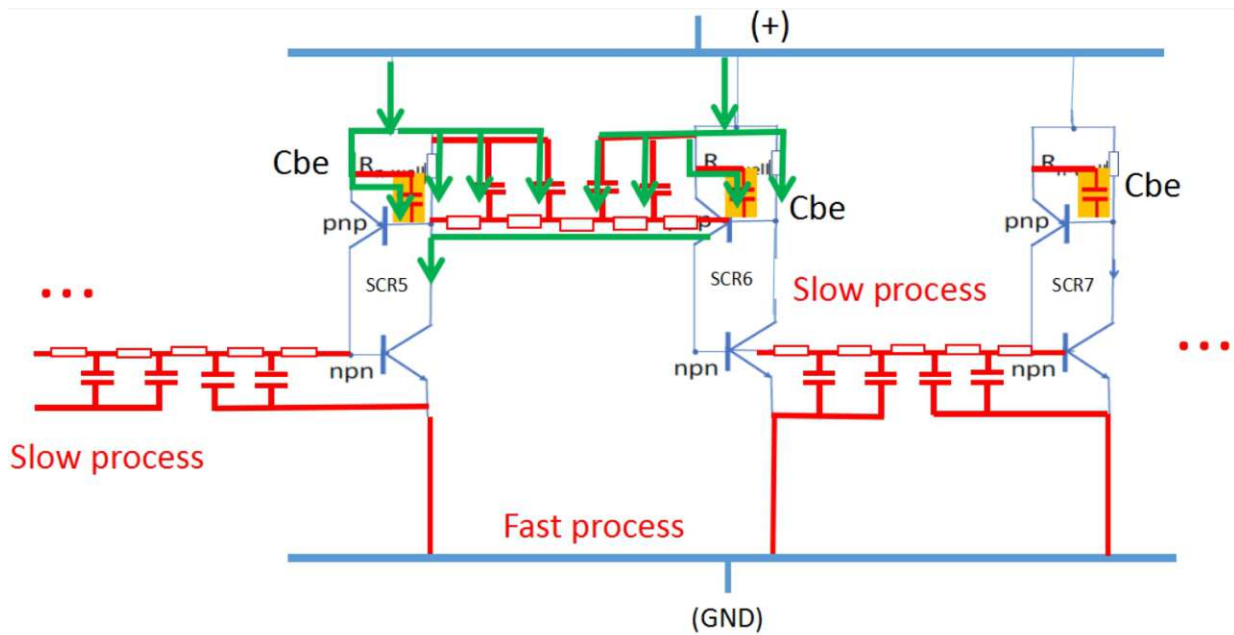 (+)
Cbe
Cbe
Cbe
pnp
pnp
SCR5
SCR6
Slow process
SCR7
npn
npn
npn
Slow process
Fast process
(GND)